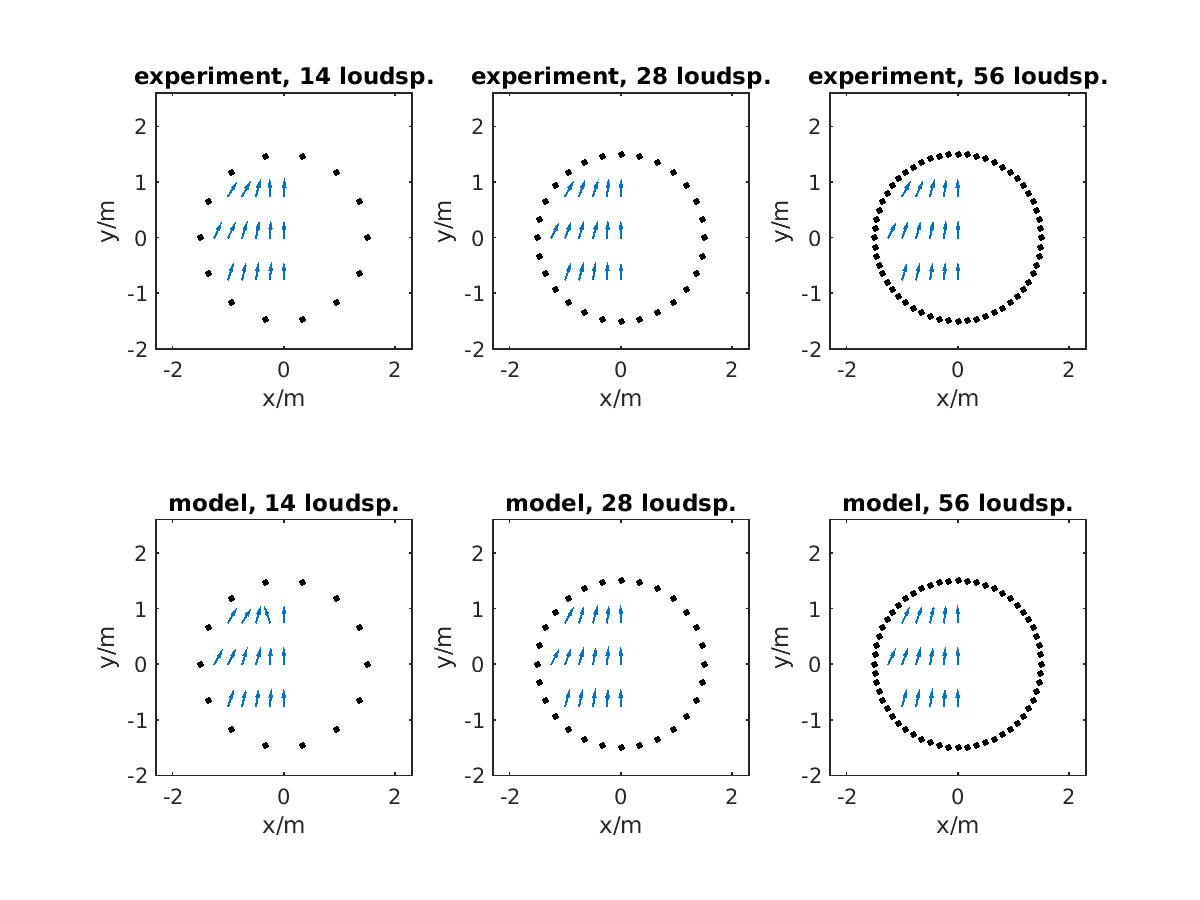 experiment, 14 loudsp. experiment, 28 loudsp. experiment, 56 loudsp.
2 2 2
1 1 1
y/m 0 y/m 0 y/m 0
-1 -1 -1
-2 -2 -2
-2 0 2 -2 0 2 -2 0 2
x/m x/m x/m
model, 14 loudsp. model, 28 loudsp. model, 56 loudsp.
2 2 2
1 1 1
y/m 0 y/m 0 y/m 0
-1 -1 -1
-2 -2 -2
-2 0 2 -2 0 2 -2 0 2
x/m x/m x/m